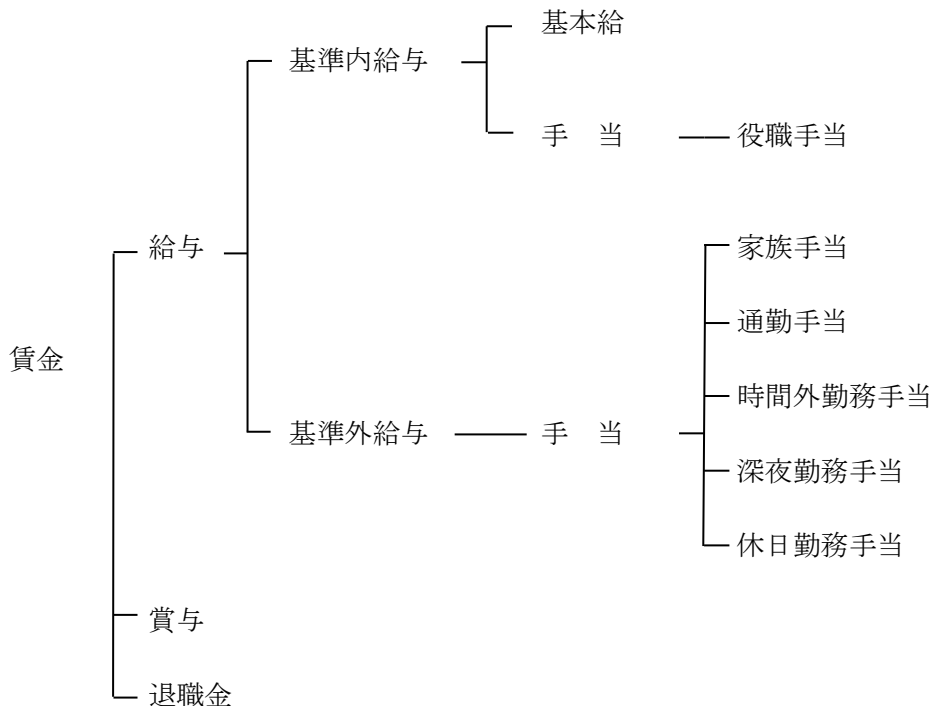 基本給
基準内給与
手　当
役職手当
給与
家族手当
通勤手当
賃金
時間外勤務手当
基準外給与
手　当
深夜勤務手当
休日勤務手当
賞与
退職金